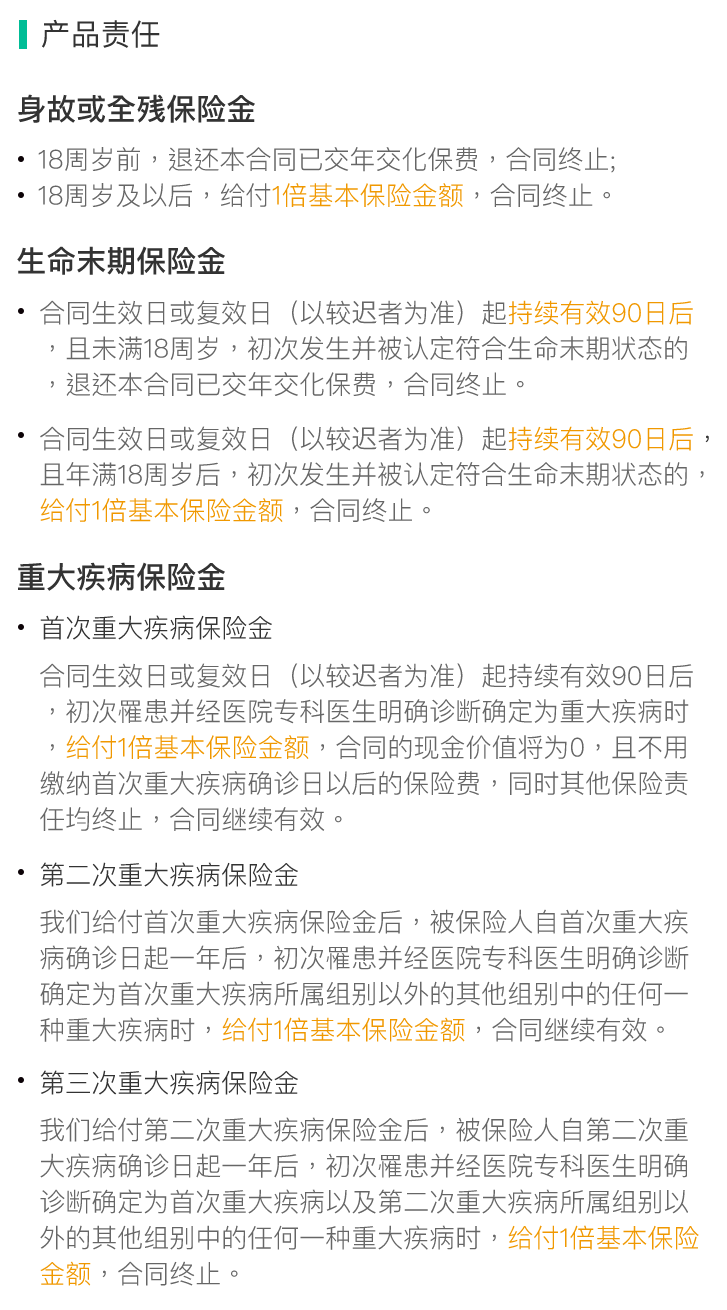 产品责任
身故或全残保险金
• 18周岁前，退还本合同已交年交化保费，合同终止;
• 18周岁及以后，给付1倍基本保险金额，合同终止。
生命末期保险金
• 合同生效日或复效日（以较迟者为准）起持续有效90日后
，且未满18周岁，初次发生并被认定符合生命末期状态的
，退还本合同已交年交化保费，合同终止。
• 合同生效日或复效日（以较迟者为准）起持续有效90日后，
且年满18周岁后，初次发生并被认定符合生命末期状态的，
给付1倍基本保险金额，合同终止。
重大疾病保险金
• 首次重大疾病保险金
合同生效日或复效日（以较迟者为准）起持续有效90日后
，初次罹患并经医院专科医生明确诊断确定为重大疾病时
，给付1倍基本保险金额，合同的现金价值将为0，且不用
缴纳首次重大疾病确诊日以后的保险费，同时其他保险责
任均终止，合同继续有效。
• 第二次重大疾病保险金
我们给付首次重大疾病保险金后，被保险人自首次重大疾
病确诊日起一年后，初次罹患并经医院专科医生明确诊断
确定为首次重大疾病所属组别以外的其他组别中的任何一
种重大疾病时，给付1倍基本保险金额，合同继续有效。
• 第三次重大疾病保险金
我们给付第二次重大疾病保险金后，被保险人自第二次重
大疾病确诊日起一年后，初次罹患并经医院专科医生明确
诊断确定为首次重大疾病以及第二次重大疾病所属组别以
外的其他组别中的任何一种重大疾病时，给付1倍基本保险
金额，合同终止。